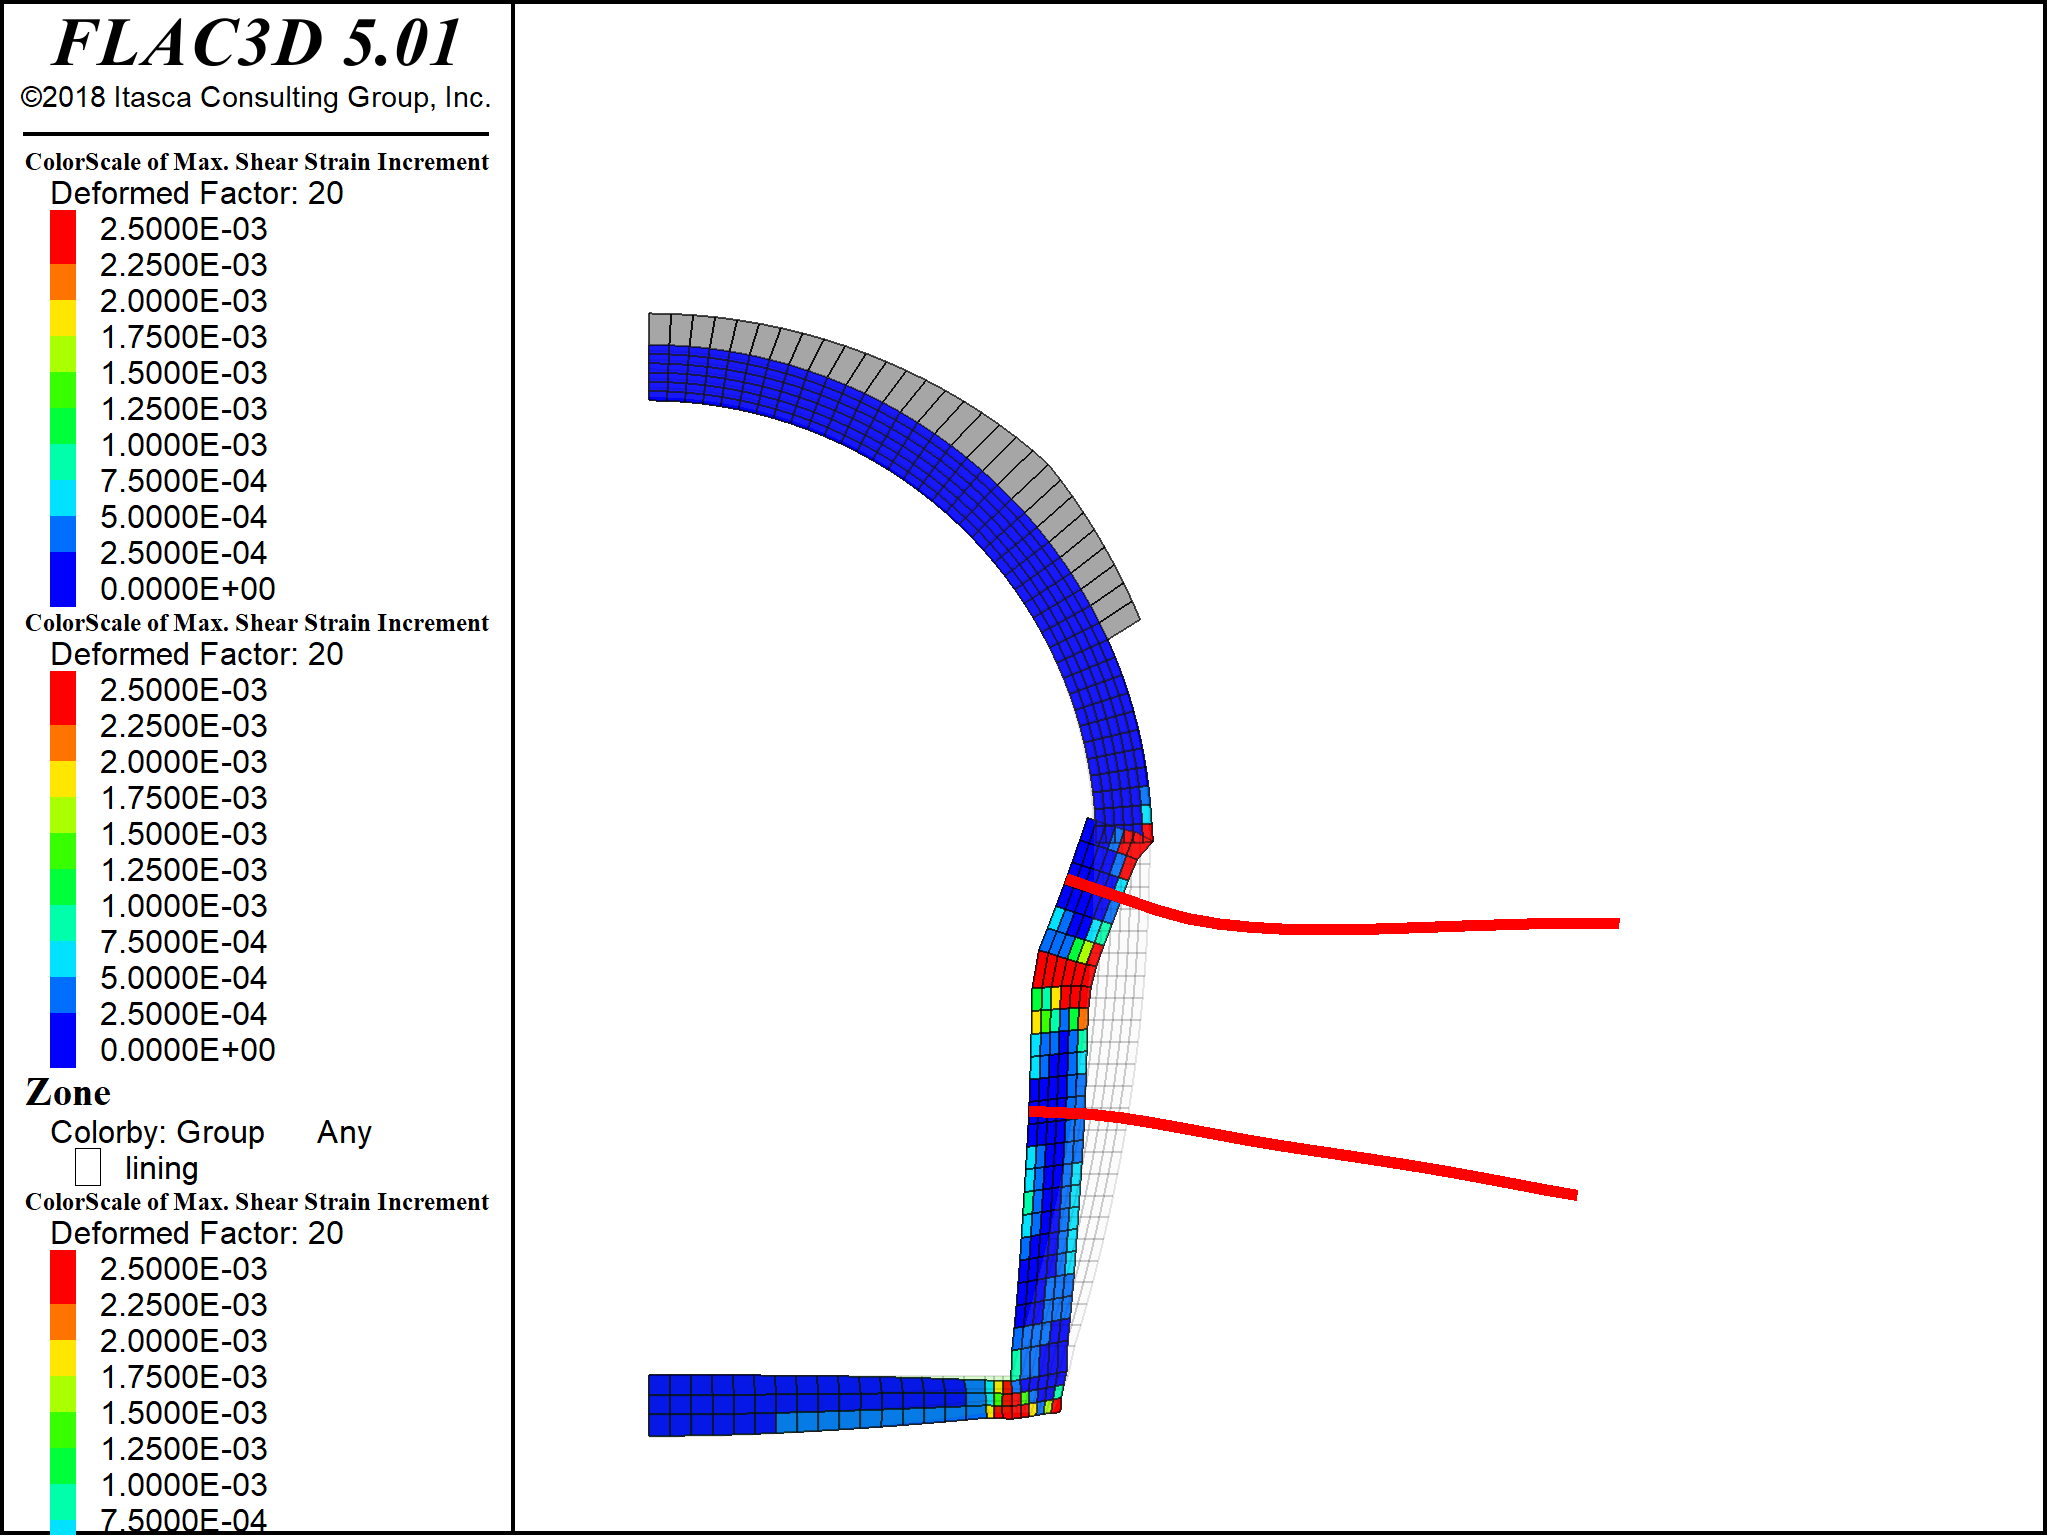 FLAC3D 5.01
©2018 Itasca Consulting Group, Inc.
ColorScale of Max. Shear Strain Increment
Deformed Factor: 20
2.5000E-03
2.2500E-03
2.0000E-03
1.7500E-03
1.5000E-03
1.2500E-03
1.0000E-03
7.5000E-04
5.0000E-04
2.5000E-04
0.0000E+00
ColorScale of Max. Shear Strain Increment
Deformed Factor: 20
2.5000E-03
2.2500E-03
2.0000E-03
1.7500E-03
1.5000E-03
1.2500E-03
1.0000E-03
7.5000E-04
5.0000E-04
2.5000E-04
0.0000E+00
Zone
Colorby: Group Any
lining
ColorScale of Max. Shear Strain Increment
Deformed Factor: 20
2.5000E-03
2.2500E-03
2.0000E-03
1.7500E-03
1.5000E-03
1.2500E-03
1.0000E-03
7.5000E-04